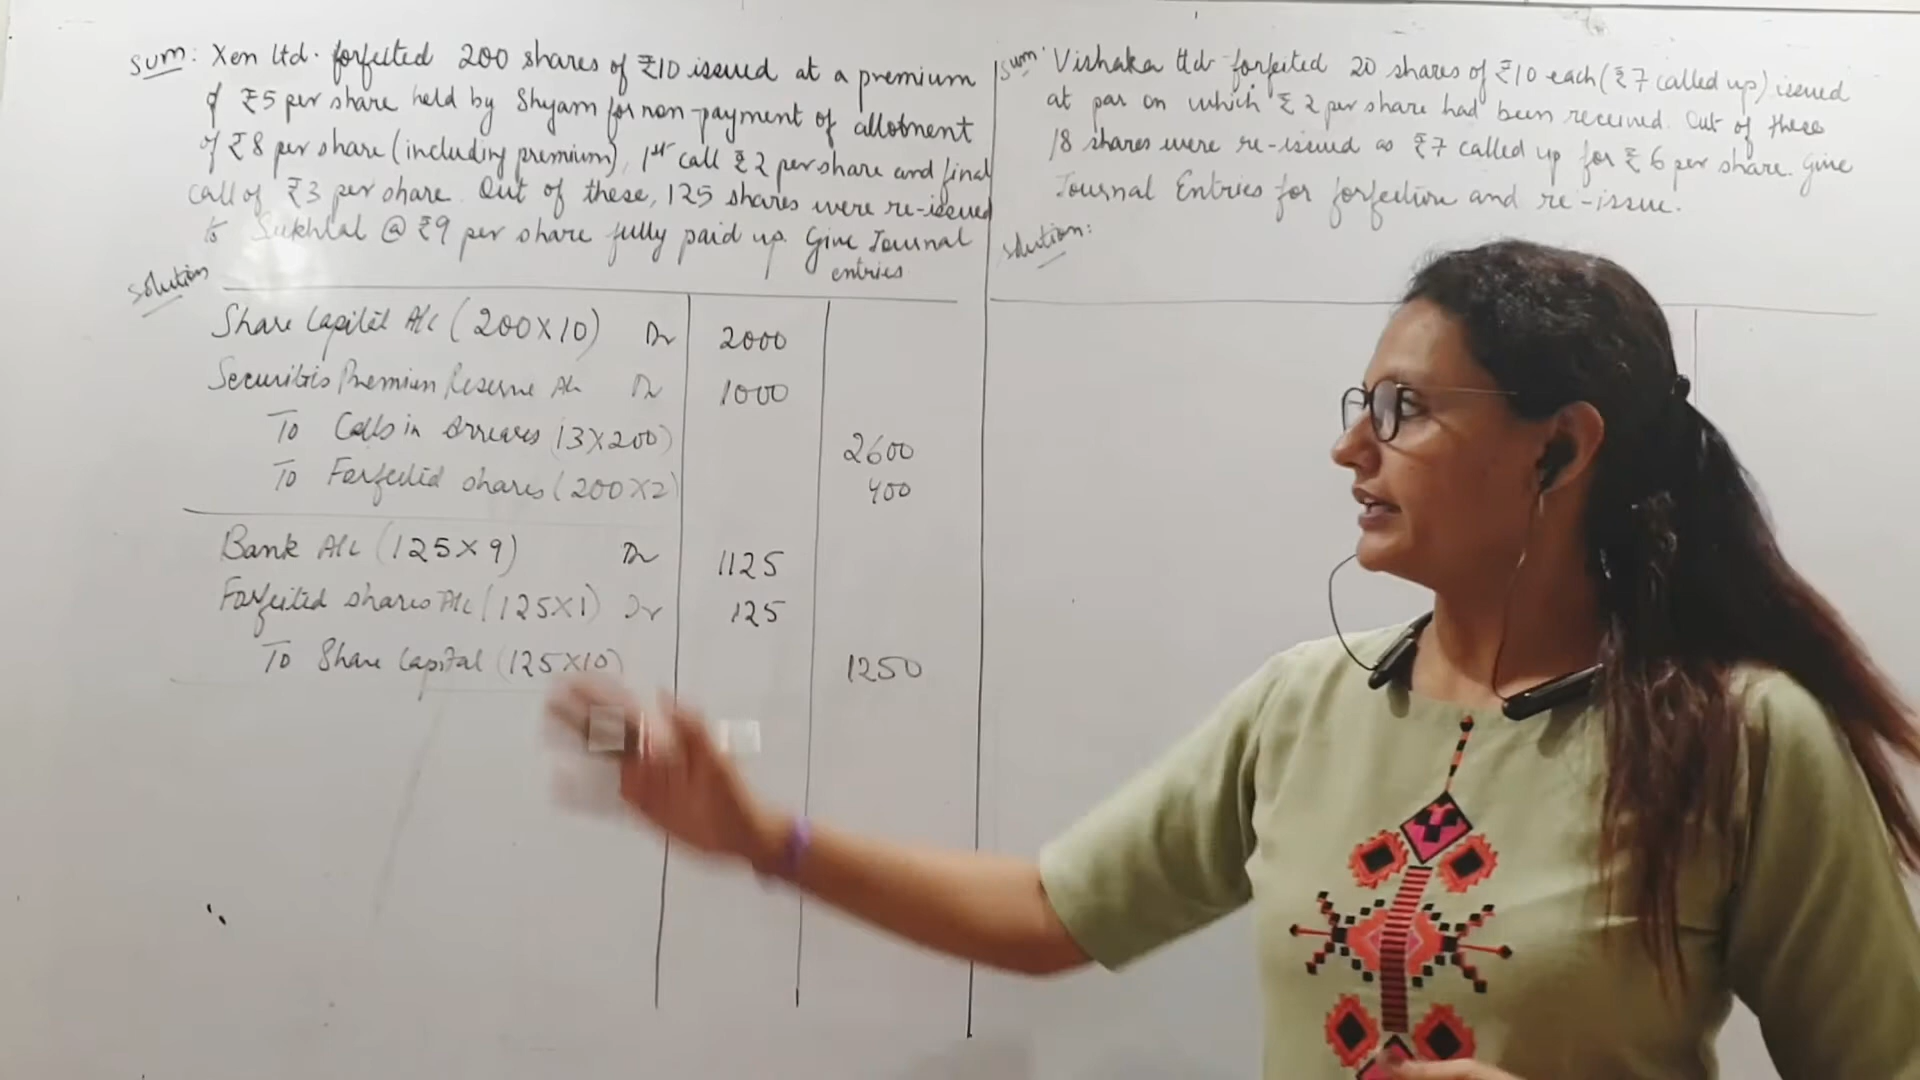 Sum: Xen Ltd. forfeited 200 shares of ₹10 issued at a premium
of ₹5 per share held by Shyam for non-payment of allotment
of ₹8 per share (including premium), 1st call ₹2 per share and final
call of ₹3 per share. Out of these, 125 shares were re-issued
to Sukhlal @ ₹9 per share fully paid up. Give Journal
entries
Solution
Share Capital A/c (200×10) Dr 2000
Securities Premium Reserve A/c Dr 1000
To Calls in Arrears (13×200) 2600
To Forfeited shares (200×2) 400
Bank A/c (125×9) Dr 1125
Forfeited shares A/c (125×1) Dr 125
To Share Capital (125×10) 1250
Sum: Vishaka Ltd forfeited 20 shares of ₹10 each (₹7 called up) issued
at par on which ₹2 per share had been received. Out of these
18 shares were re-issued as ₹7 called up for ₹6 per share. Give
Journal Entries for forfeiture and re-issue.
Solution: